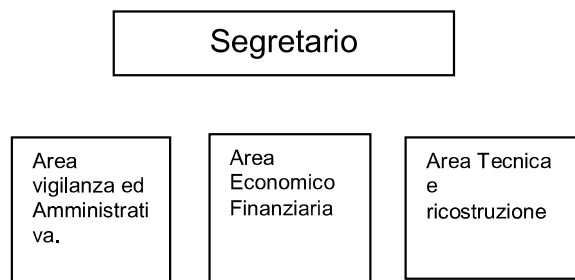 Segretario
Area
vigilanza ed
Amministrati
va.
Area
Economico
Finanziaria
Area Tecnica
e
ricostruzione